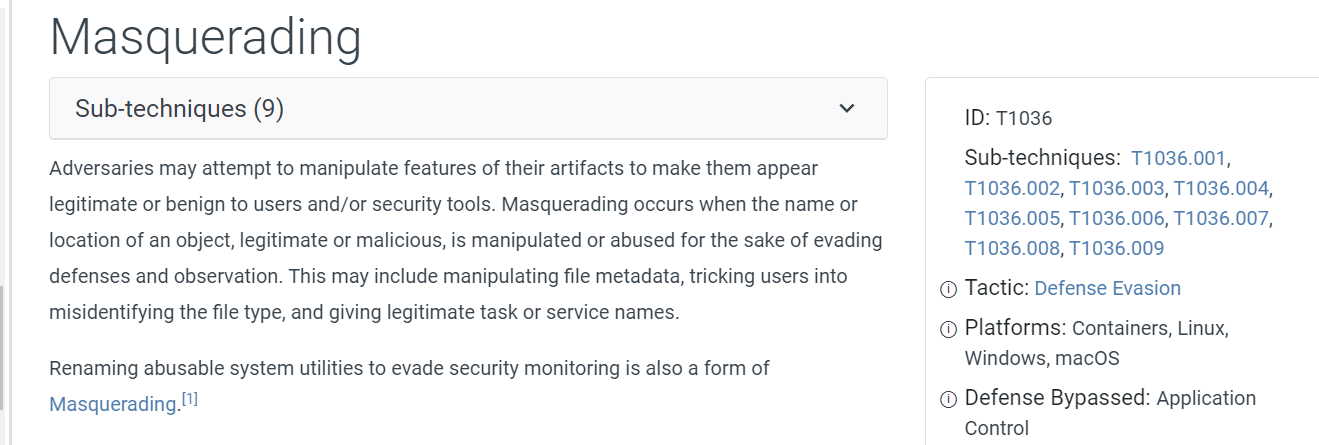 Masquerading
Sub-techniques (9)
Adversaries may attempt to manipulate features of their artifacts to make them appear
legitimate or benign to users and/or security tools. Masquerading occurs when the name or
location of an object, legitimate or malicious, is manipulated or abused for the sake of evading
defenses and observation. This may include manipulating file metadata, tricking users into
misidentifying the file type, and giving legitimate task or service names.
Renaming abusable system utilities to evade security monitoring is also a form of
Masquerading.[1]
ID: T1036
Sub-techniques: T1036.001,
T1036.002, T1036.003, T1036.004,
T1036.005, T1036.006, T1036.007,
T1036.008, T1036.009
Tactic: Defense Evasion
Platforms: Containers, Linux,
Windows, macOS
Defense Bypassed: Application
Control